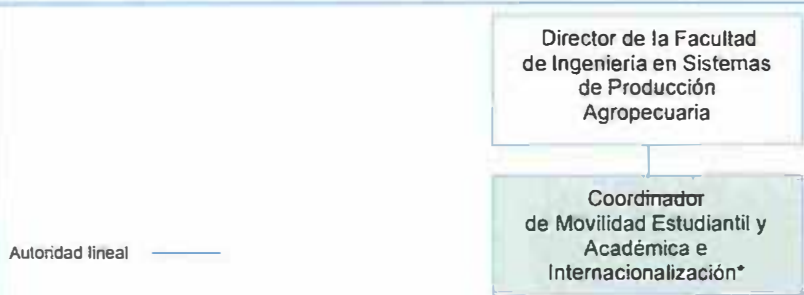 Director de la Facultad
de Ingeniería en Sistemas
de Producción
Agropecuaria
Coordinador
de Movilidad Estudiantil y
Académica e
Internacionalización*
Autoridad lineal